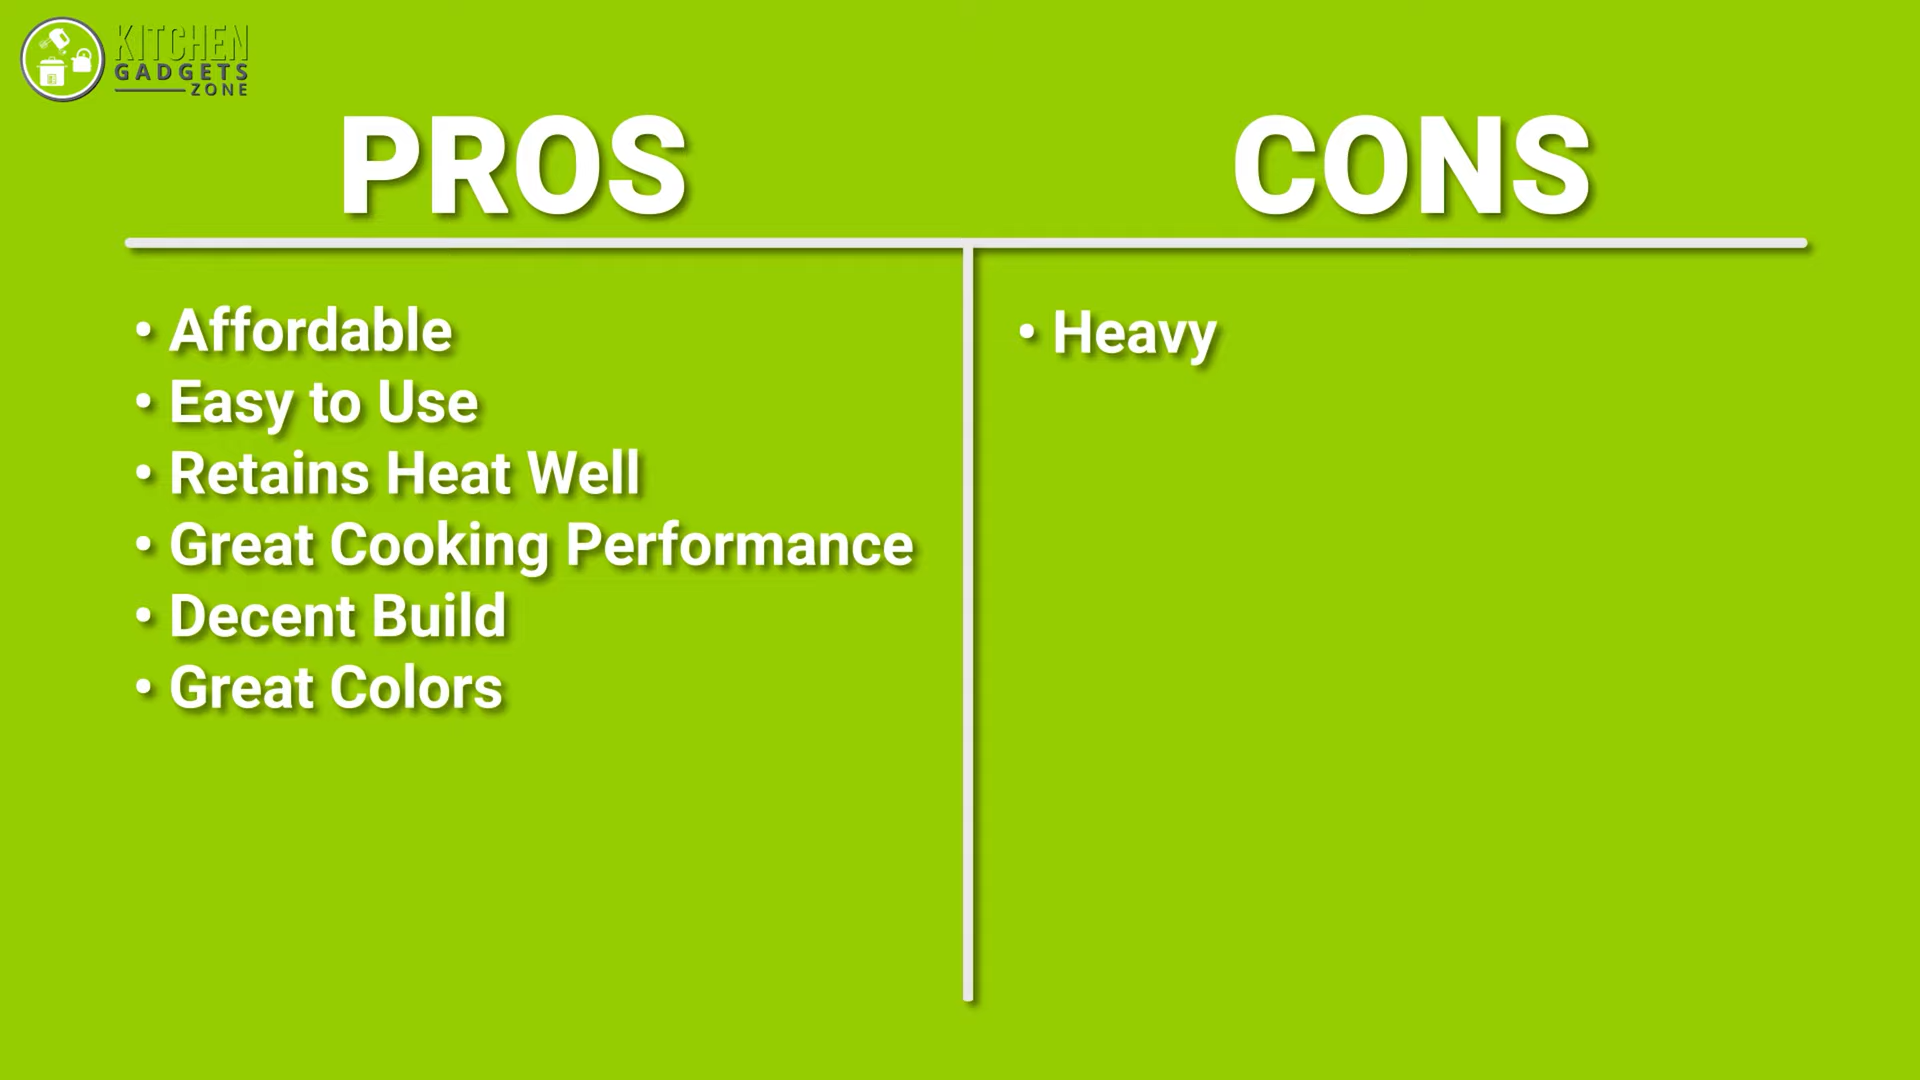 KITCHEN
GADGETS
ZONE
PROS
CONS
• Affordable
• Easy to Use
• Retains Heat Well
• Great Cooking Performance
• Decent Build
• Great Colors
• Heavy